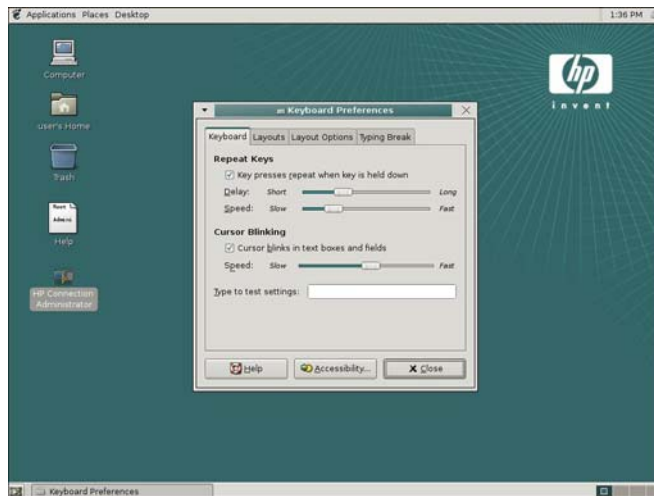 Applications Places Desktop
1:36 PM
Computer
user's Home
Trash
Help
HP Connection
Administrator
hp
invent
Keyboard Preferences
Keyboard Layouts Layout Options Typing Break
Repeat Keys
Key presses repeat when key is held down
Delay: Short Long
Speed: Slow Fast
Cursor Blinking
Cursor blinks in text boxes and fields
Speed: Slow Fast
Type to test settings:
Help Accessibility... Close
Keyboard Preferences